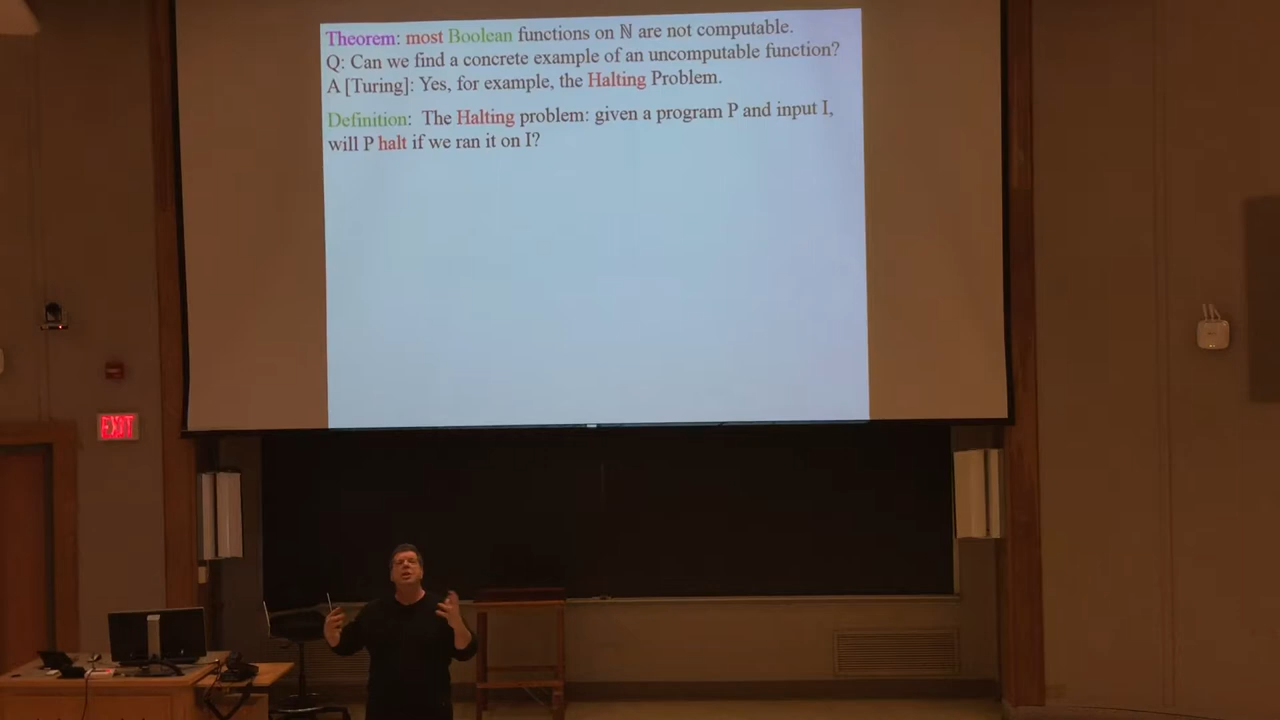 Theorem: most Boolean functions on ℕ are not computable.
Q: Can we find a concrete example of an uncomputable function?
A [Turing]: Yes, for example, the Halting Problem.
Definition: The Halting problem: given a program P and input I,
will P halt if we ran it on I?
EXIT